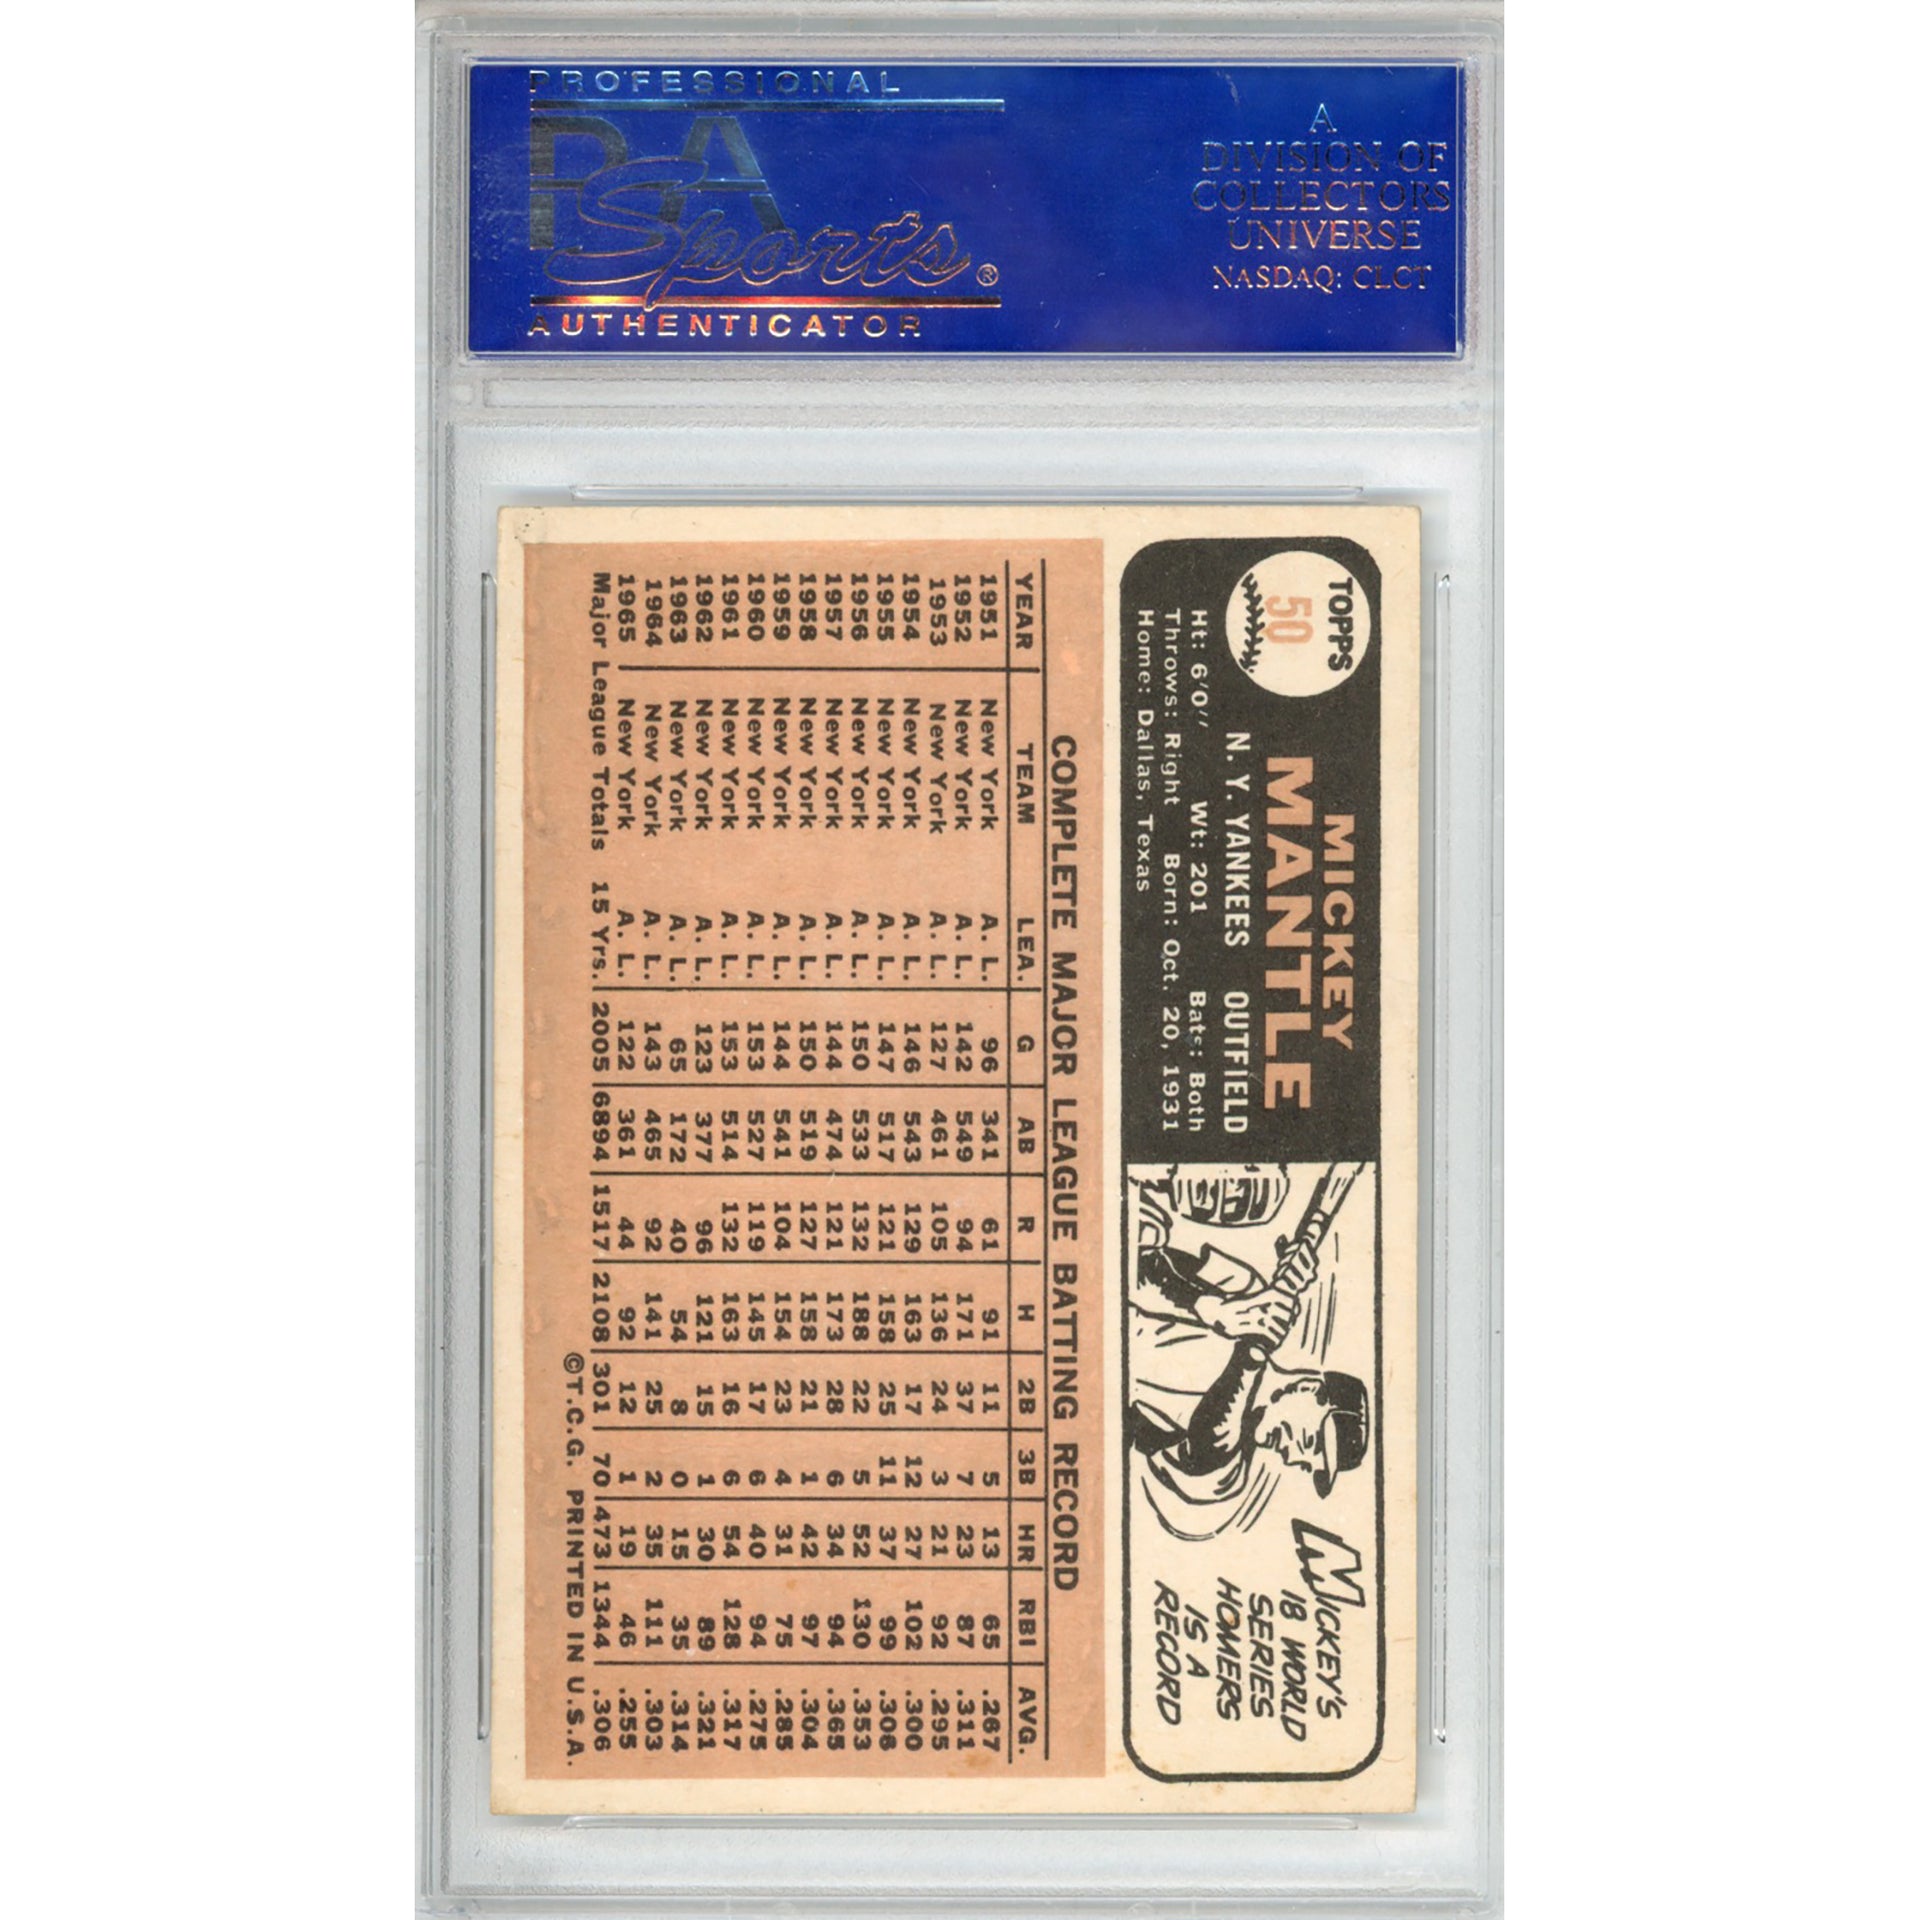 PROFESSIONAL
PSA
Sports®
AUTHENTICATOR
A
DIVISION OF
COLLECTORS
UNIVERSE
NASDAQ: CLCT
TOPPS
50
MICKEY
MANTLE
N. Y. YANKEES OUTFIELD
Ht: 6'0'' Wt: 201 Bats: Both
Throws: Right Born: Oct. 20, 1931
Home: Dallas, Texas
MICKEY'S
18 WORLD
SERIES
HOMERS
IS A
RECORD
COMPLETE MAJOR LEAGUE BATTING RECORD
YEAR TEAM LEA. G AB R H 2B 3B HR RBI AVG.
1951 New York A. L. 96 341 61 91 11 5 13 65 .267
1952 New York A. L. 142 549 94 171 37 7 23 87 .311
1953 New York A. L. 127 461 105 136 24 3 21 92 .295
1954 New York A. L. 146 543 129 163 17 12 27 102 .300
1955 New York A. L. 147 517 121 158 25 11 37 99 .306
1956 New York A. L. 150 533 132 188 22 5 52 130 .353
1957 New York A. L. 144 474 121 173 28 6 34 94 .365
1958 New York A. L. 150 519 127 158 21 1 42 97 .304
1959 New York A. L. 144 541 104 154 23 4 31 75 .285
1960 New York A. L. 153 527 119 145 17 6 40 94 .275
1961 New York A. L. 153 514 132 163 16 6 54 128 .317
1962 New York A. L. 123 377 96 121 15 1 30 89 .321
1963 New York A. L. 65 172 40 54 8 0 15 35 .314
1964 New York A. L. 143 465 92 141 25 2 35 111 .303
1965 New York A. L. 122 361 44 92 12 1 19 46 .255
Major League Totals 15 Yrs. 2005 6894 1517 2108 301 70 473 1344 .306
©T.C.G. PRINTED IN U.S.A.